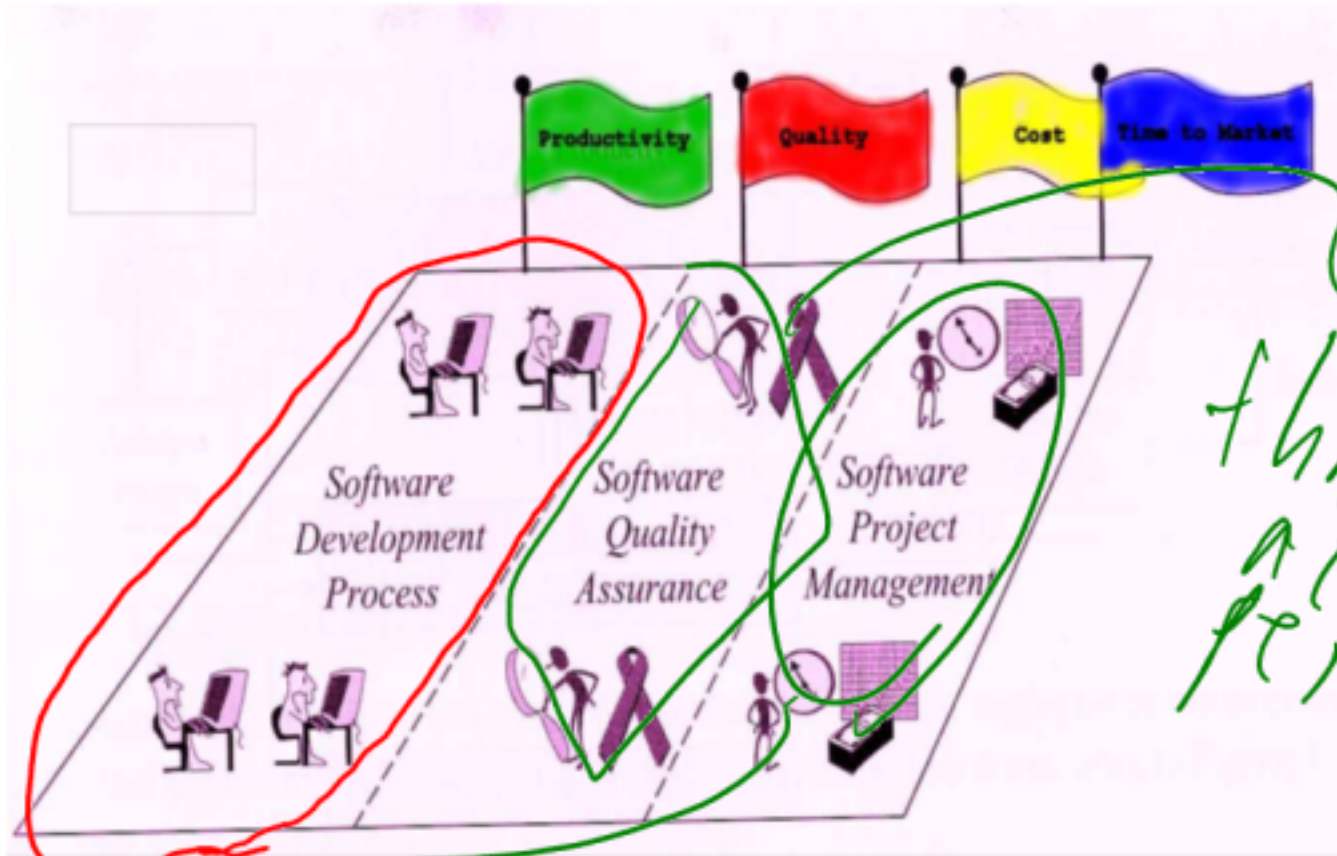 Productivity
Quality
Cost
Time to Market
Software
Development
Process
Software
Quality
Assurance
Software
Project
Management